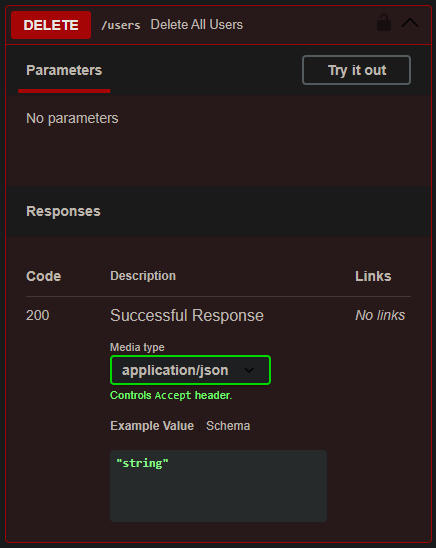 DELETE /users Delete All Users
Parameters Try it out
No parameters
Responses
Code Description Links
200 Successful Response No links
Media type
application/json
Controls Accept header.
Example Value Schema
"string"